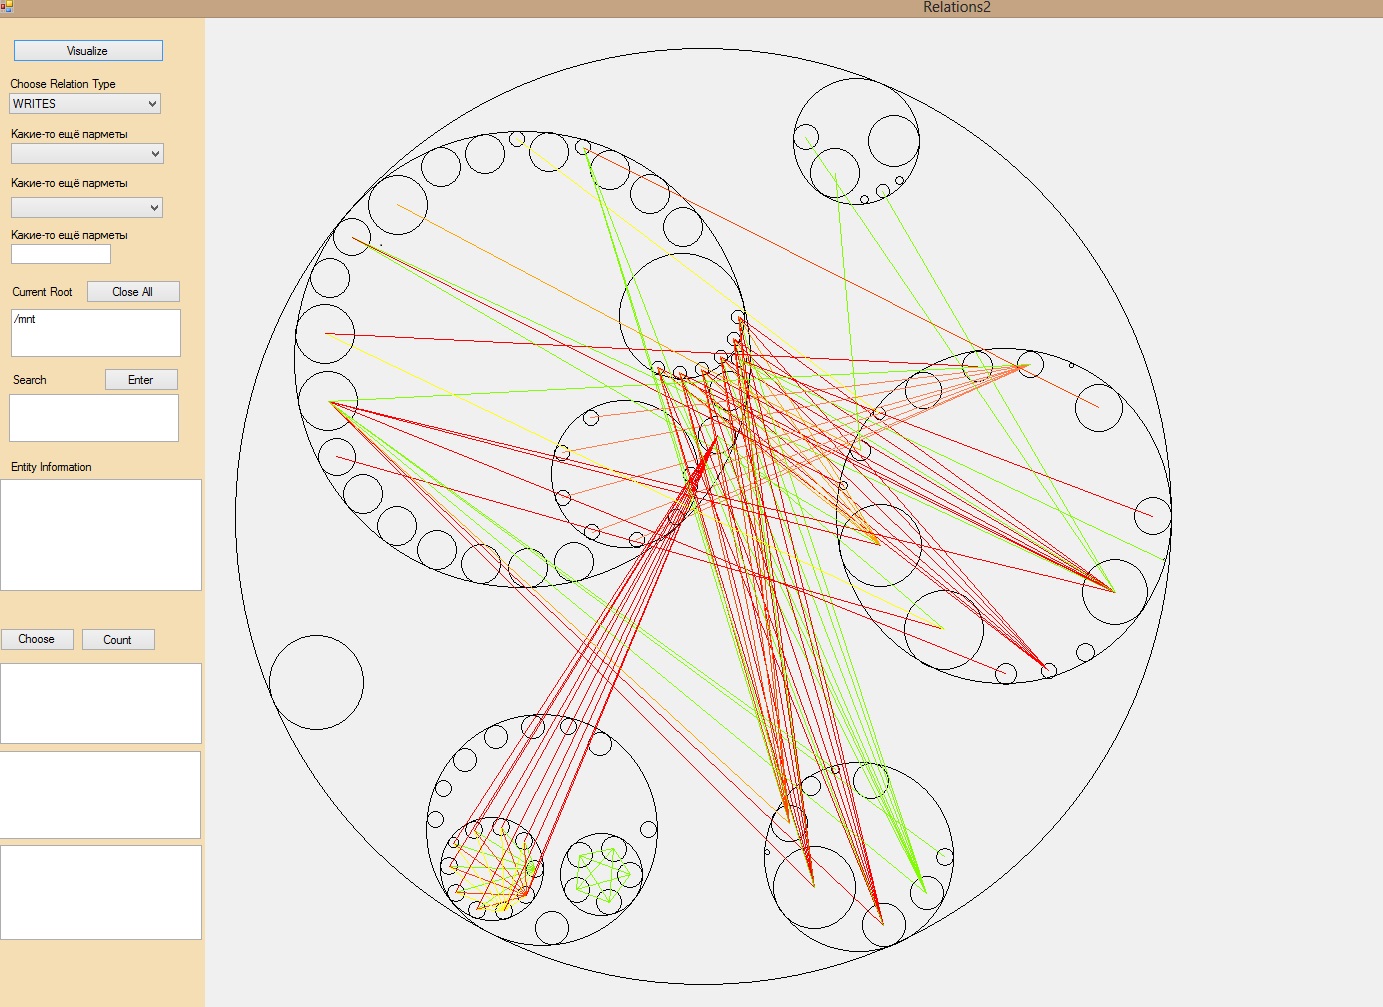 Relations2
Visualize
Choose Relation Type
WRITES
Какие-то ещё парметы
Какие-то ещё парметы
Какие-то ещё парметы
Current Root
Close All
/mnt
Search
Enter
Entity Information
Choose
Count